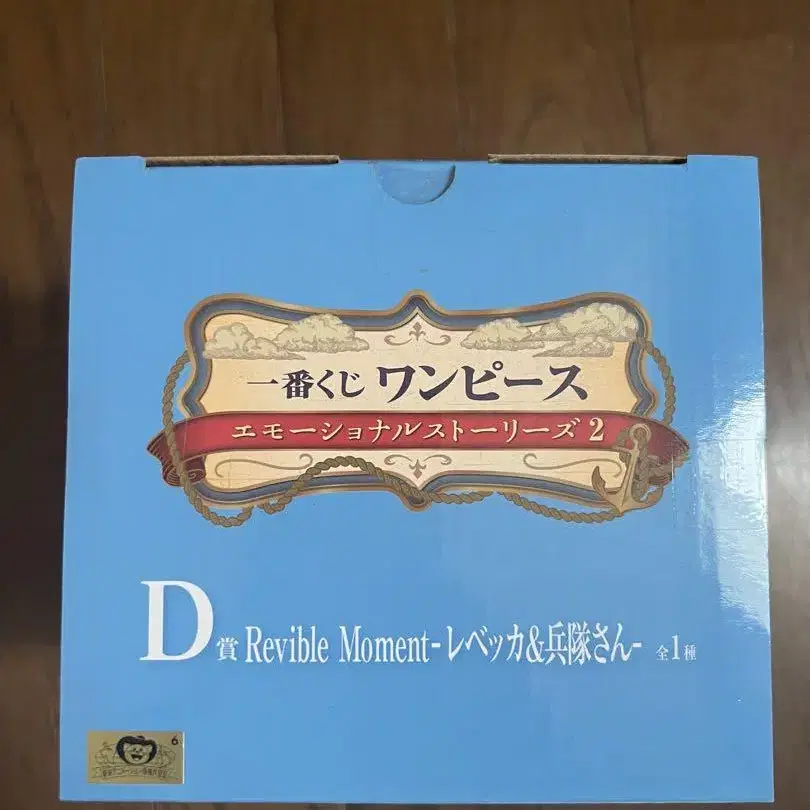 一番くじ ワンピース
エモーショナルストーリーズ 2
D賞 Revible Moment-レベッカ&兵隊さん- 全1種
6